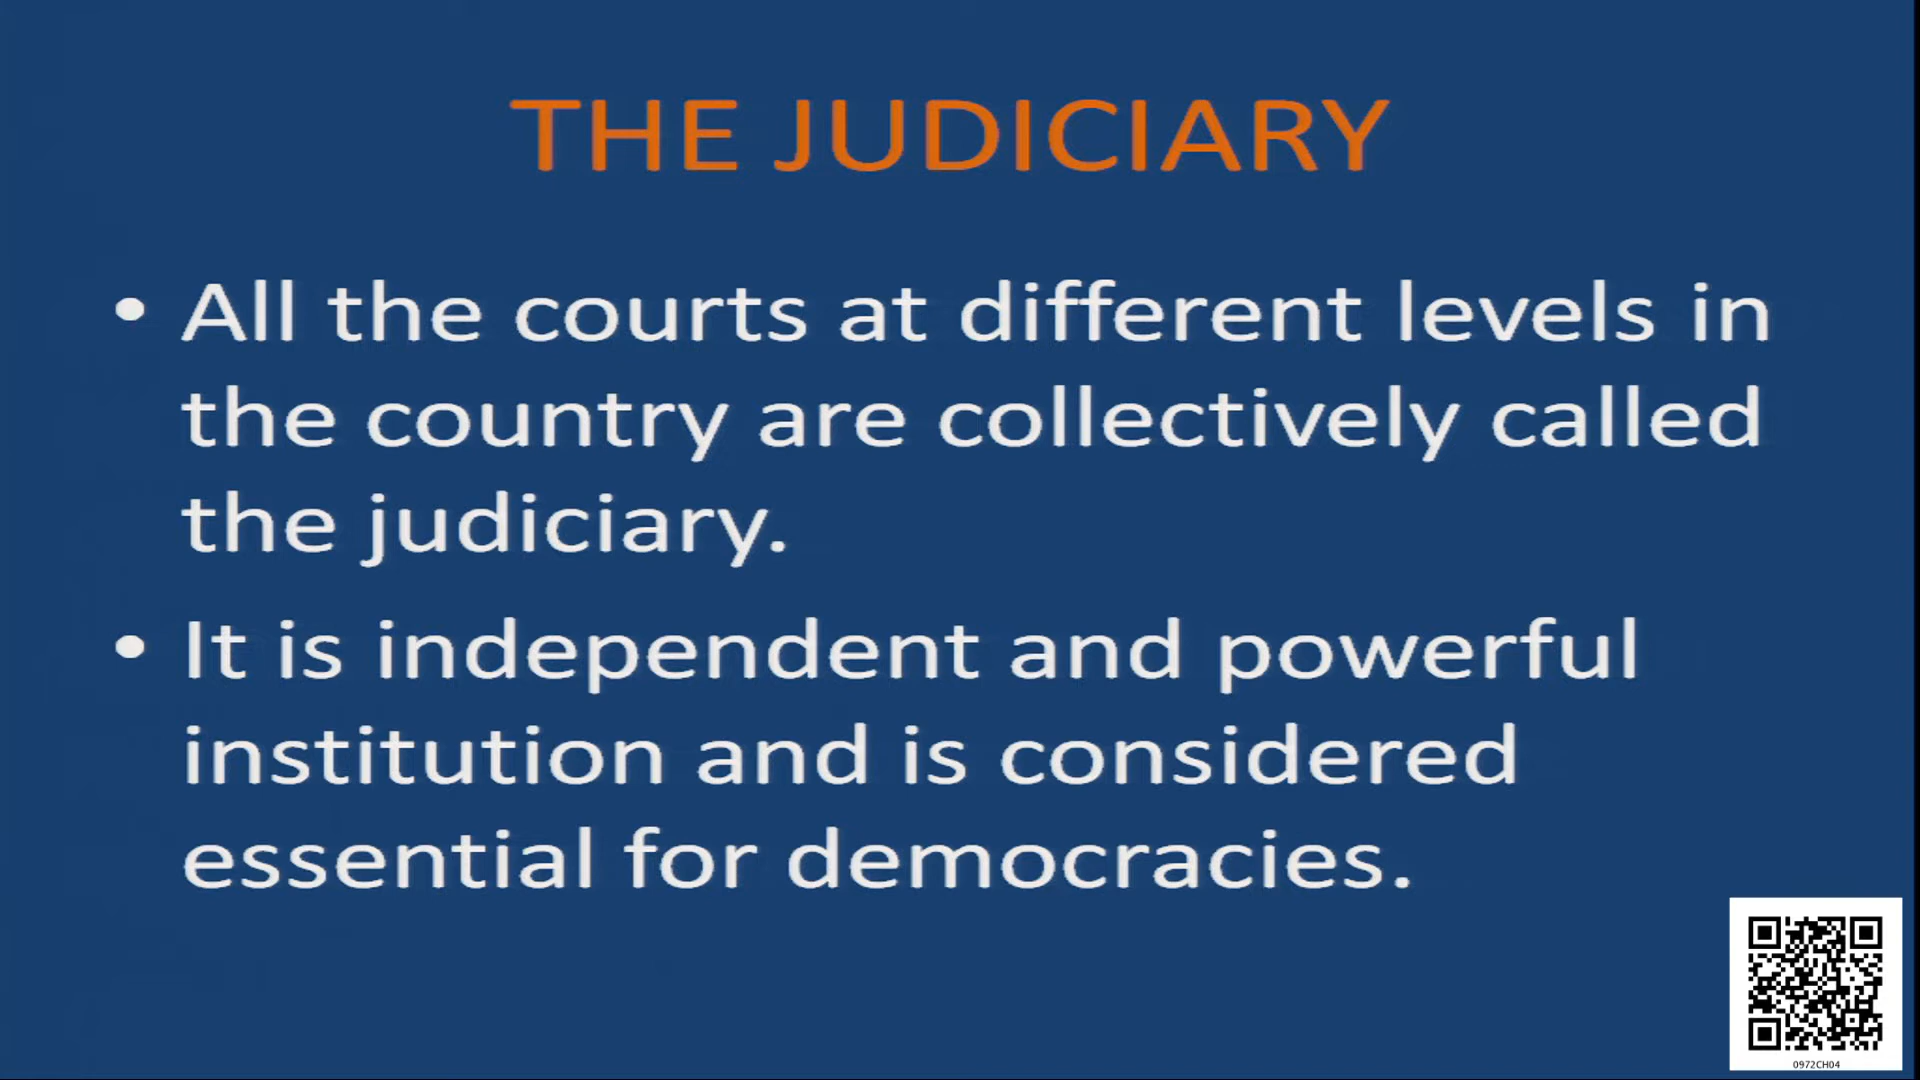 THE JUDICIARY
• All the courts at different levels in
the country are collectively called
the judiciary.
• It is independent and powerful
institution and is considered
essential for democracies.
0972CH04